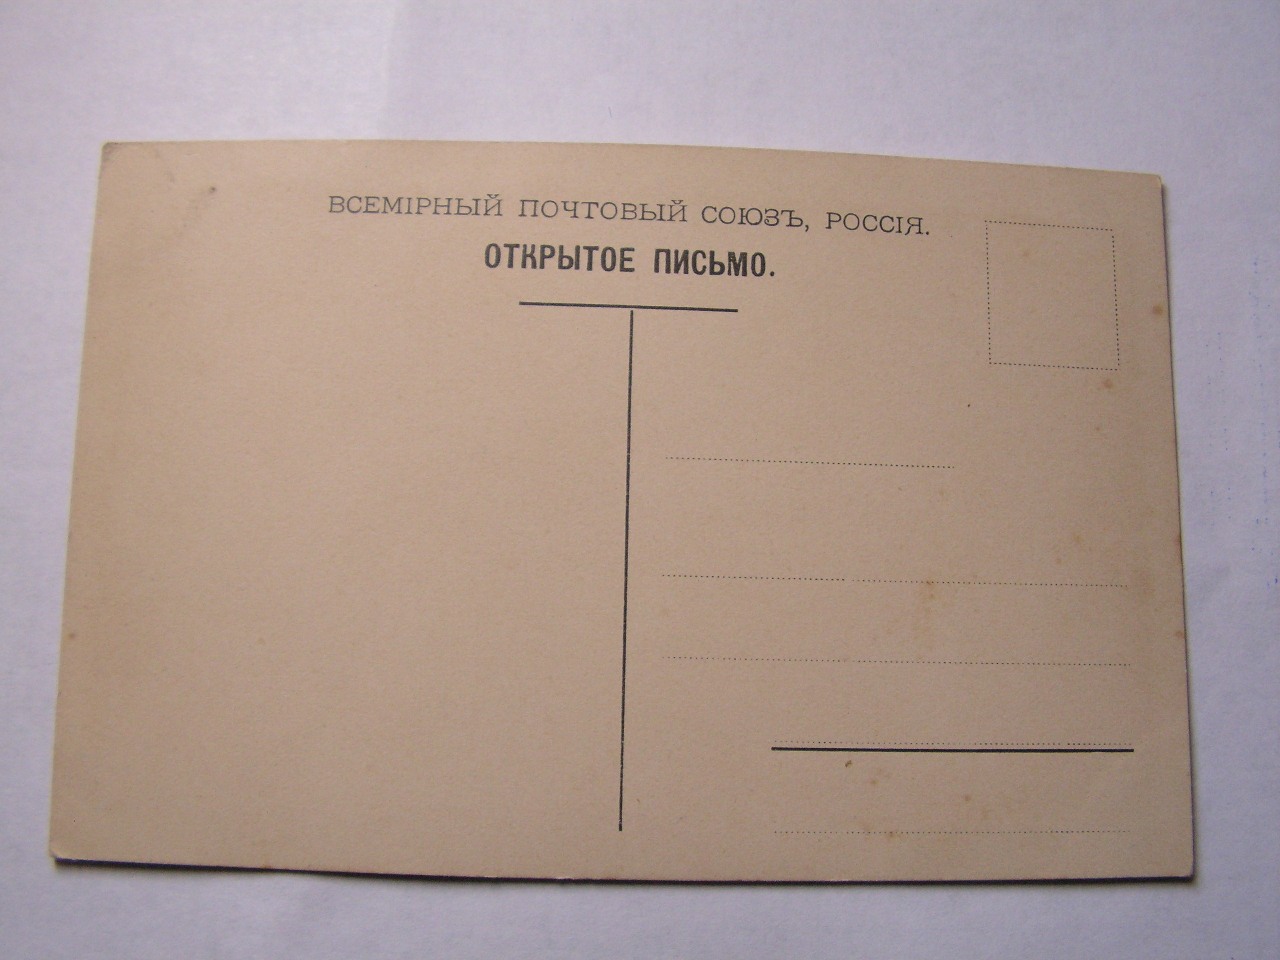 ВСЕМІРНЫЙ ПОЧТОВЫЙ СОЮЗЪ, РОССІЯ.
ОТКРЫТОЕ ПИСЬМО.